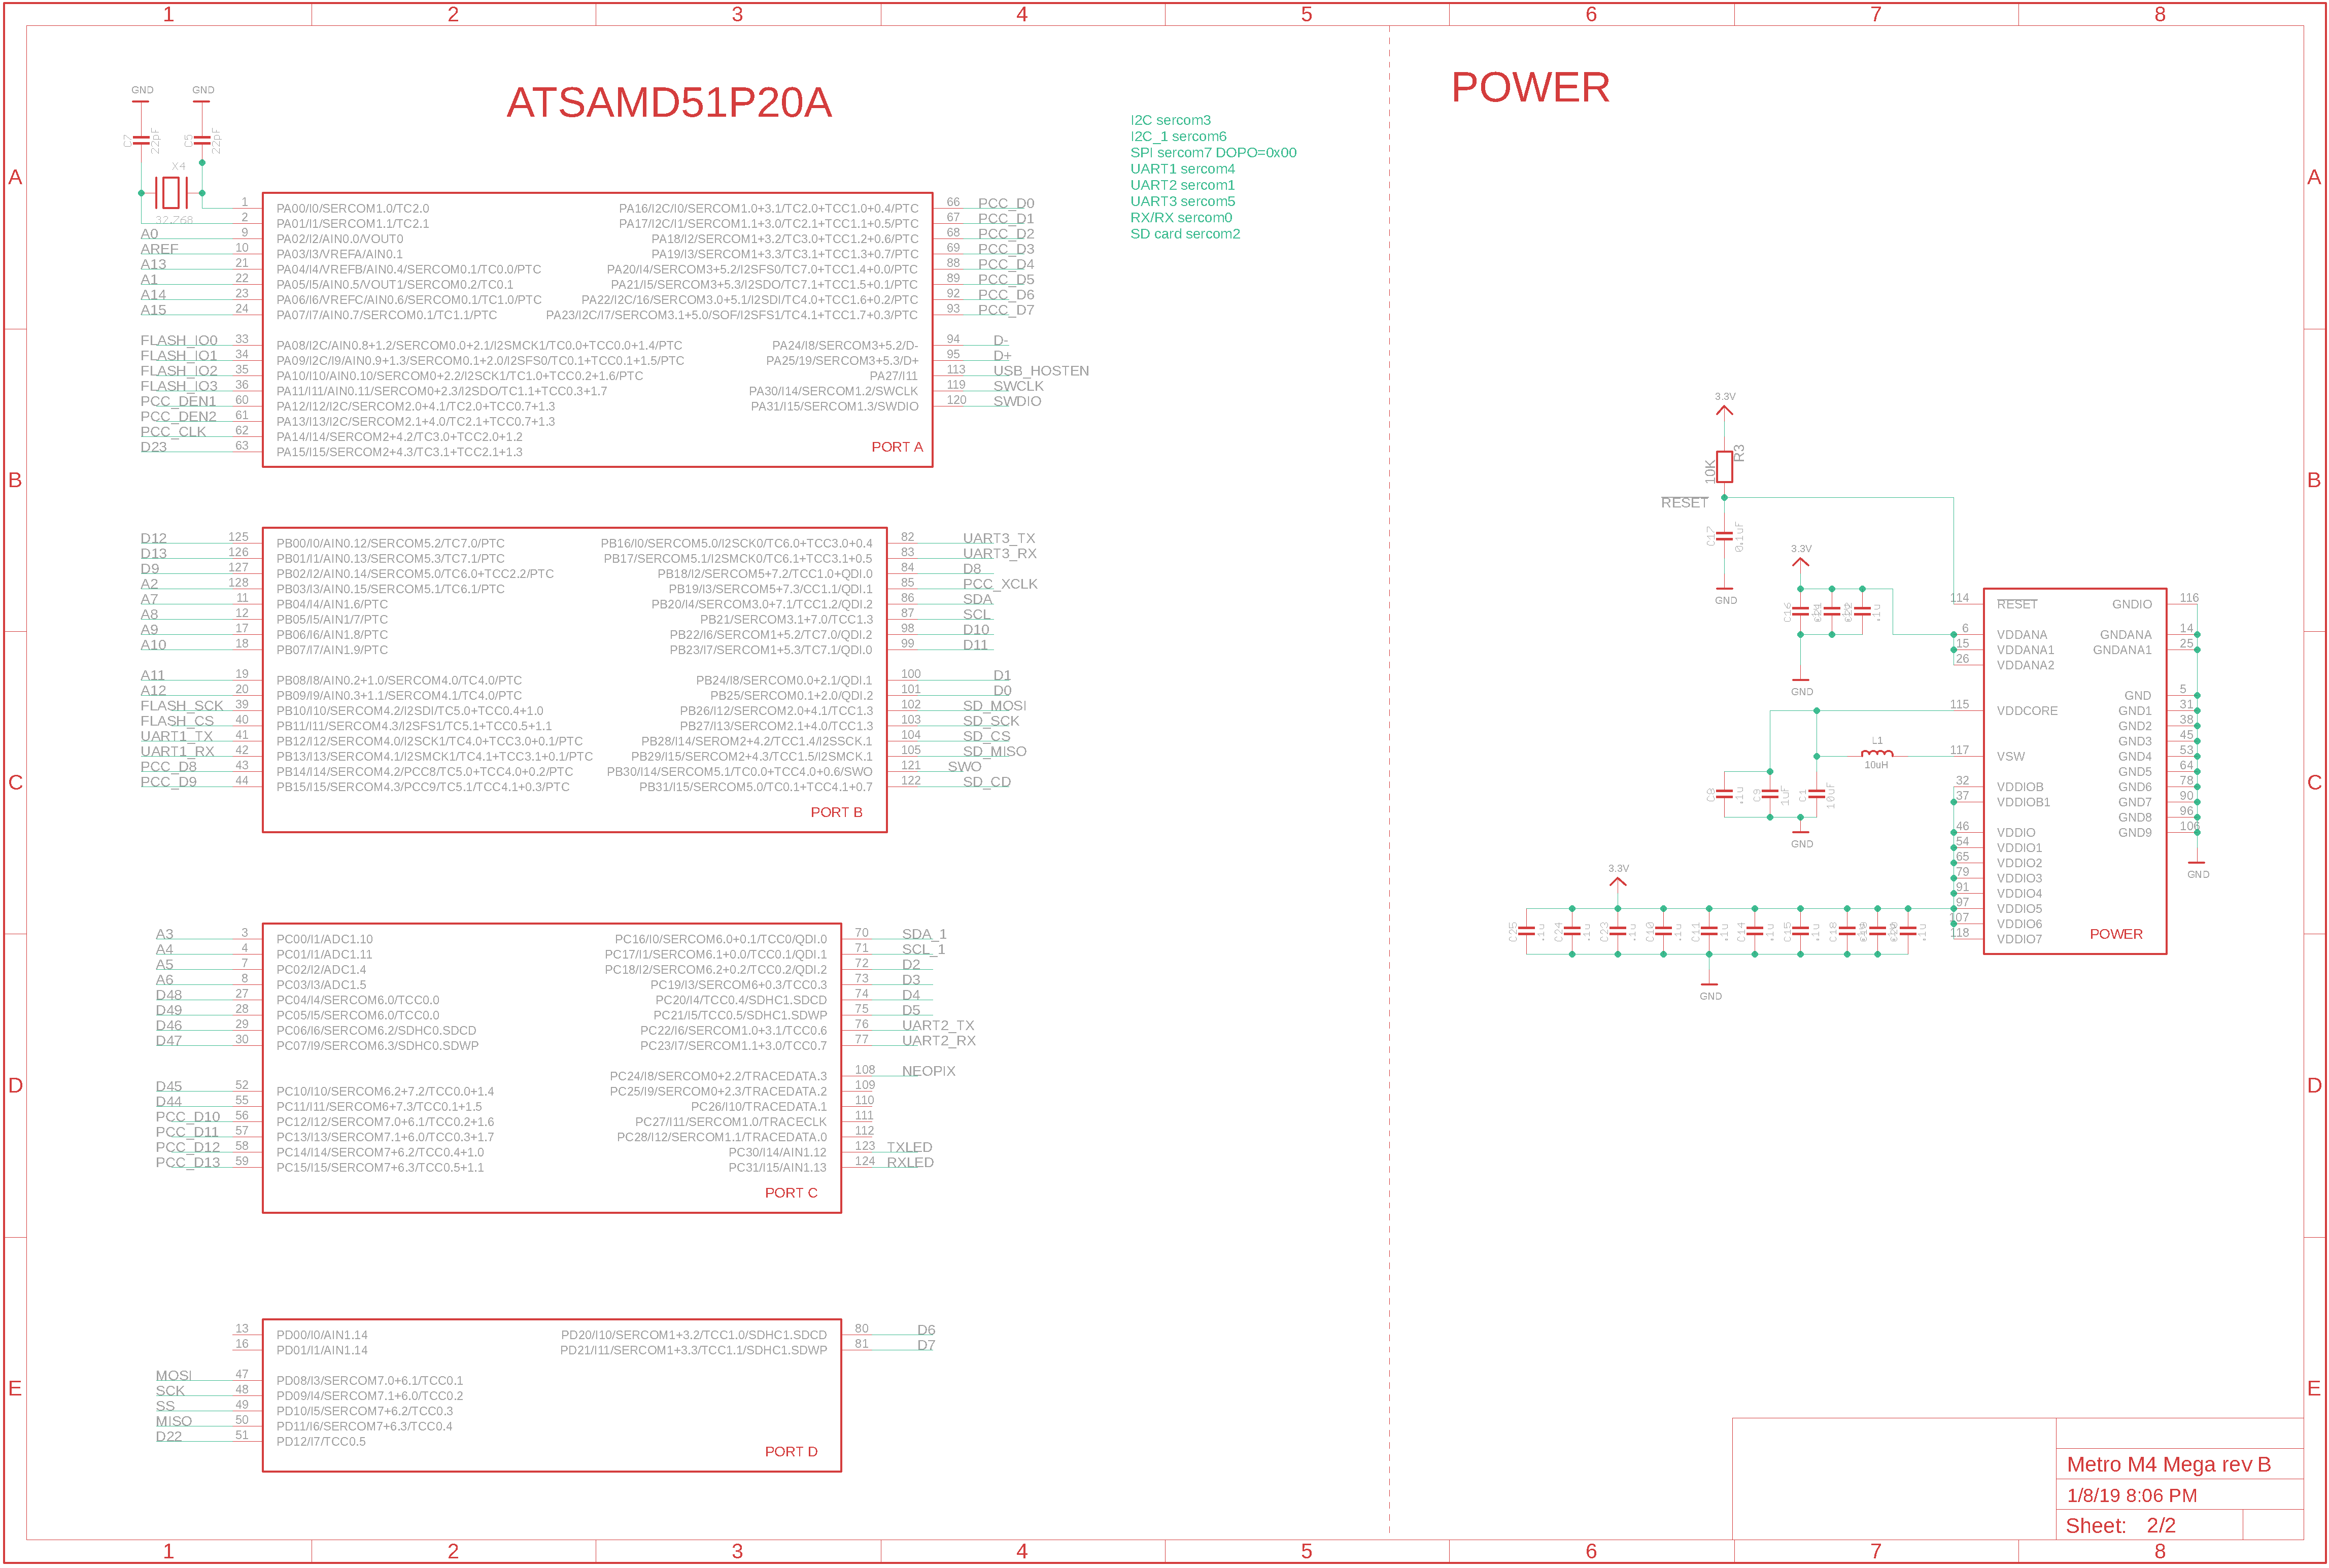 1 2 3 4 5 6 7 8
ATSAMD51P20A
POWER
I2C sercom3
I2C_1 sercom6
SPI sercom7 DOPO=0x00
UART1 sercom4
UART2 sercom1
UART3 sercom5
RX/RX sercom0
SD card sercom2
GND GND
C7 22pF C5 22pF
X4
32.768
A A
1 PA00/I0/SERCOM1.0/TC2.0 PA16/I2C/I0/SERCOM1.0+3.1/TC2.0+TCC1.0+0.4/PTC 66 PCC_D0
2 PA01/I1/SERCOM1.1/TC2.1 PA17/I2C/I1/SERCOM1.1+3.0/TC2.1+TCC1.1+0.5/PTC 67 PCC_D1
A0 9 PA02/I2/AIN0.0/VOUT0 PA18/I2/SERCOM1+3.2/TC3.0+TCC1.2+0.6/PTC 68 PCC_D2
AREF 10 PA03/I3/VREFA/AIN0.1 PA19/I3/SERCOM1+3.3/TC3.1+TCC1.3+0.7/PTC 69 PCC_D3
A13 21 PA04/I4/VREFB/AIN0.4/SERCOM0.1/TC0.0/PTC PA20/I4/SERCOM3+5.2/I2SFS0/TC7.0+TCC1.4+0.0/PTC 88 PCC_D4
A1 22 PA05/I5/AIN0.5/VOUT1/SERCOM0.2/TC0.1 PA21/I5/SERCOM3+5.3/I2SDO/TC7.1+TCC1.5+0.1/PTC 89 PCC_D5
A14 23 PA06/I6/VREFC/AIN0.6/SERCOM0.1/TC1.0/PTC PA22/I2C/16/SERCOM3.0+5.1/I2SDI/TC4.0+TCC1.6+0.2/PTC 92 PCC_D6
A15 24 PA07/I7/AIN0.7/SERCOM0.1/TC1.1/PTC PA23/I2C/I7/SERCOM3.1+5.0/SOF/I2SFS1/TC4.1+TCC1.7+0.3/PTC 93 PCC_D7
FLASH_IO0 33 PA08/I2C/AIN0.8+1.2/SERCOM0.0+2.1/I2SMCK1/TC0.0+TCC0.0+1.4/PTC PA24/I8/SERCOM3+5.2/D- 94 D-
FLASH_IO1 34 PA09/I2C/I9/AIN0.9+1.3/SERCOM0.1+2.0/I2SFS0/TC0.1+TCC0.1+1.5/PTC PA25/19/SERCOM3+5.3/D+ 95 D+
FLASH_IO2 35 PA10/I10/AIN0.10/SERCOM0+2.2/I2SCK1/TC1.0+TCC0.2+1.6/PTC PA27/I11 113 USB_HOSTEN
FLASH_IO3 36 PA11/I11/AIN0.11/SERCOM0+2.3/I2SDO/TC1.1+TCC0.3+1.7 PA30/I14/SERCOM1.2/SWCLK 119 SWCLK
PCC_DEN1 60 PA12/I12/I2C/SERCOM2.0+4.1/TC2.0+TCC0.7+1.3 PA31/I15/SERCOM1.3/SWDIO 120 SWDIO
PCC_DEN2 61 PA13/I13/I2C/SERCOM2.1+4.0/TC2.1+TCC0.7+1.3
PCC_CLK 62 PA14/I14/SERCOM2+4.2/TC3.0+TCC2.0+1.2
D23 63 PA15/I15/SERCOM2+4.3/TC3.1+TCC2.1+1.3
PORT A
B B
D12 125 PB00/I0/AIN0.12/SERCOM5.2/TC7.0/PTC PB16/I0/SERCOM5.0/I2SCK0/TC6.0+TCC3.0+0.4 82 UART3_TX
D13 126 PB01/I1/AIN0.13/SERCOM5.3/TC7.1/PTC PB17/SERCOM5.1/I2SMCK0/TC6.1+TCC3.1+0.5 83 UART3_RX
D9 127 PB02/I2/AIN0.14/SERCOM5.0/TC6.0+TCC2.2/PTC PB18/I2/SERCOM5+7.2/TCC1.0+QDI.0 84 D8
A2 128 PB03/I3/AIN0.15/SERCOM5.1/TC6.1/PTC PB19/I3/SERCOM5+7.3/CC1.1/QDI.1 85 PCC_XCLK
A7 11 PB04/I4/AIN1.6/PTC PB20/I4/SERCOM3.0+7.1/TCC1.2/QDI.2 86 SDA
A8 12 PB05/I5/AIN1/7/PTC PB21/SERCOM3.1+7.0/TCC1.3 87 SCL
A9 17 PB06/I6/AIN1.8/PTC PB22/I6/SERCOM1+5.2/TC7.0/QDI.2 98 D10
A10 18 PB07/I7/AIN1.9/PTC PB23/I7/SERCOM1+5.3/TC7.1/QDI.0 99 D11
A11 19 PB08/I8/AIN0.2+1.0/SERCOM4.0/TC4.0/PTC PB24/I8/SERCOM0.0+2.1/QDI.1 100 D1
A12 20 PB09/I9/AIN0.3+1.1/SERCOM4.1/TC4.0/PTC PB25/SERCOM0.1+2.0/QDI.2 101 D0
FLASH_SCK 39 PB10/I10/SERCOM4.2/I2SDI/TC5.0+TCC0.4+1.0 PB26/I12/SERCOM2.0+4.1/TCC1.3 102 SD_MOSI
FLASH_CS 40 PB11/I11/SERCOM4.3/I2SFS1/TC5.1+TCC0.5+1.1 PB27/I13/SERCOM2.1+4.0/TCC1.3 103 SD_SCK
UART1_TX 41 PB12/I12/SERCOM4.0/I2SCK1/TC4.0+TCC3.0+0.1/PTC PB28/I14/SEROM2+4.2/TCC1.4/I2SSCK.1 104 SD_CS
UART1_RX 42 PB13/I13/SERCOM4.1/I2SMCK1/TC4.1+TCC3.1+0.1/PTC PB29/I15/SERCOM2+4.3/TCC1.5/I2SMCK.1 105 SD_MISO
PCC_D8 43 PB14/I14/SERCOM4.2/PCC8/TC5.0+TCC4.0+0.2/PTC PB30/I14/SERCOM5.1/TC0.0+TCC4.0+0.6/SWO 121 SWO
PCC_D9 44 PB15/I15/SERCOM4.3/PCC9/TC5.1/TCC4.1+0.3/PTC PB31/I15/SERCOM5.0/TC0.1+TCC4.1+0.7 122 SD_CD
PORT B
C C
A3 3 PC00/I1/ADC1.10 PC16/I0/SERCOM6.0+0.1/TCC0/QDI.0 70 SDA_1
A4 4 PC01/I1/ADC1.11 PC17/I1/SERCOM6.1+0.0/TCC0.1/QDI.1 71 SCL_1
A5 7 PC02/I2/ADC1.4 PC18/I2/SERCOM6.2+0.2/TCC0.2/QDI.2 72 D2
A6 8 PC03/I3/ADC1.5 PC19/I3/SERCOM6+0.3/TCC0.3 73 D3
D48 27 PC04/I4/SERCOM6.0/TCC0.0 PC20/I4/TCC0.4/SDHC1.SDCD 74 D4
D49 28 PC05/I5/SERCOM6.0/TCC0.0 PC21/I5/TCC0.5/SDHC1.SDWP 75 D5
D46 29 PC06/I6/SERCOM6.2/SDHC0.SDCD PC22/I6/SERCOM1.0+3.1/TCC0.6 76 UART2_TX
D47 30 PC07/I9/SERCOM6.3/SDHC0.SDWP PC23/I7/SERCOM1.1+3.0/TCC0.7 77 UART2_RX
PC24/I8/SERCOM0+2.2/TRACEDATA.3 108 NEOPIX
D45 52 PC10/I10/SERCOM6.2+7.2/TCC0.0+1.4 PC25/I9/SERCOM0+2.3/TRACEDATA.2 109
D44 55 PC11/I11/SERCOM6+7.3/TCC0.1+1.5 PC26/I10/TRACEDATA.1 110
PCC_D10 56 PC12/I12/SERCOM7.0+6.1/TCC0.2+1.6 PC27/I11/SERCOM1.0/TRACECLK 111
PCC_D11 57 PC13/I13/SERCOM7.1+6.0/TCC0.3+1.7 PC28/I12/SERCOM1.1/TRACEDATA.0 112
PCC_D12 58 PC14/I14/SERCOM7+6.2/TCC0.4+1.0 PC30/I14/AIN1.12 123 TXLED
PCC_D13 59 PC15/I15/SERCOM7+6.3/TCC0.5+1.1 PC31/I15/AIN1.13 124 RXLED
PORT C
D D
13 PD00/I0/AIN1.14 PD20/I10/SERCOM1+3.2/TCC1.0/SDHC1.SDCD 80 D6
16 PD01/I1/AIN1.14 PD21/I11/SERCOM1+3.3/TCC1.1/SDHC1.SDWP 81 D7
MOSI 47 PD08/I3/SERCOM7.0+6.1/TCC0.1
SCK 48 PD09/I4/SERCOM7.1+6.0/TCC0.2
SS 49 PD10/I5/SERCOM7+6.2/TCC0.3
MISO 50 PD11/I6/SERCOM7+6.3/TCC0.4
D22 51 PD12/I7/TCC0.5
PORT D
E E
3.3V
10K R3
RESET
C17 0.1uF
GND
3.3V
C16 .1u
GND
114 RESET GNDIO 116
6 VDDANA GNDANA 14
15 VDDANA1 GNDANA1 25
26 VDDANA2
GND 5
115 VDDCORE GND1 31
GND2 38
GND3 45
L1
10uH
117 VSW GND4 53
GND5 64
32 VDDIOB GND6 78
37 VDDIOB1 GND7 90
GND8 96
46 VDDIO GND9 106
54 VDDIO1
65 VDDIO2
79 VDDIO3
91 VDDIO4
97 VDDIO5
107 VDDIO6
118 VDDIO7
POWER
GND
C8 .1u C9 1uF C1 10uF
GND
3.3V
C25 .1u C24 .1u C23 .1u C10 .1u C11 .1u C14 .1u C15 .1u C18 .1u
GND
Metro M4 Mega rev B
1/8/19 8:06 PM
Sheet: 2/2
1 2 3 4 5 6 7 8